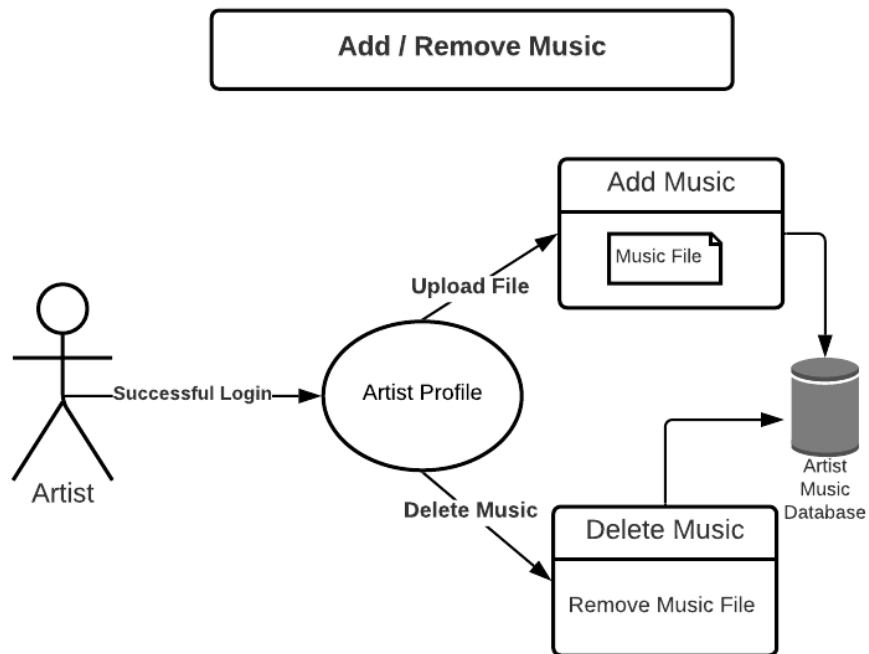 Add / Remove Music
Add Music
Music File
Upload File
Successful Login
Artist Profile
Artist
Delete Music
Artist
Music
Database
Delete Music
Remove Music File